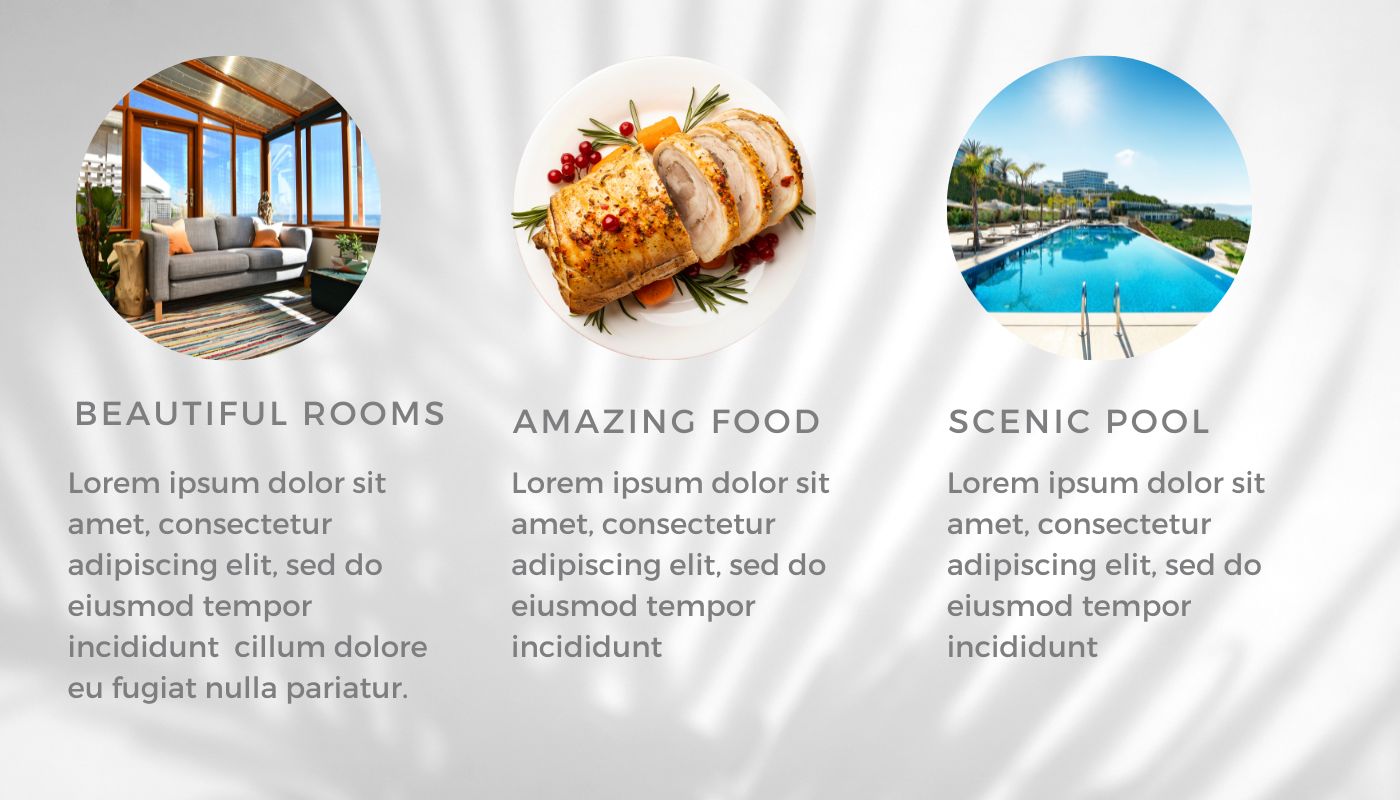 BEAUTIFUL ROOMS
Lorem ipsum dolor sit
amet, consectetur
adipiscing elit, sed do
eiusmod tempor
incididunt  cillum dolore
eu fugiat nulla pariatur.
AMAZING FOOD
Lorem ipsum dolor sit
amet, consectetur
adipiscing elit, sed do
eiusmod tempor
incididunt
SCENIC POOL
Lorem ipsum dolor sit
amet, consectetur
adipiscing elit, sed do
eiusmod tempor
incididunt